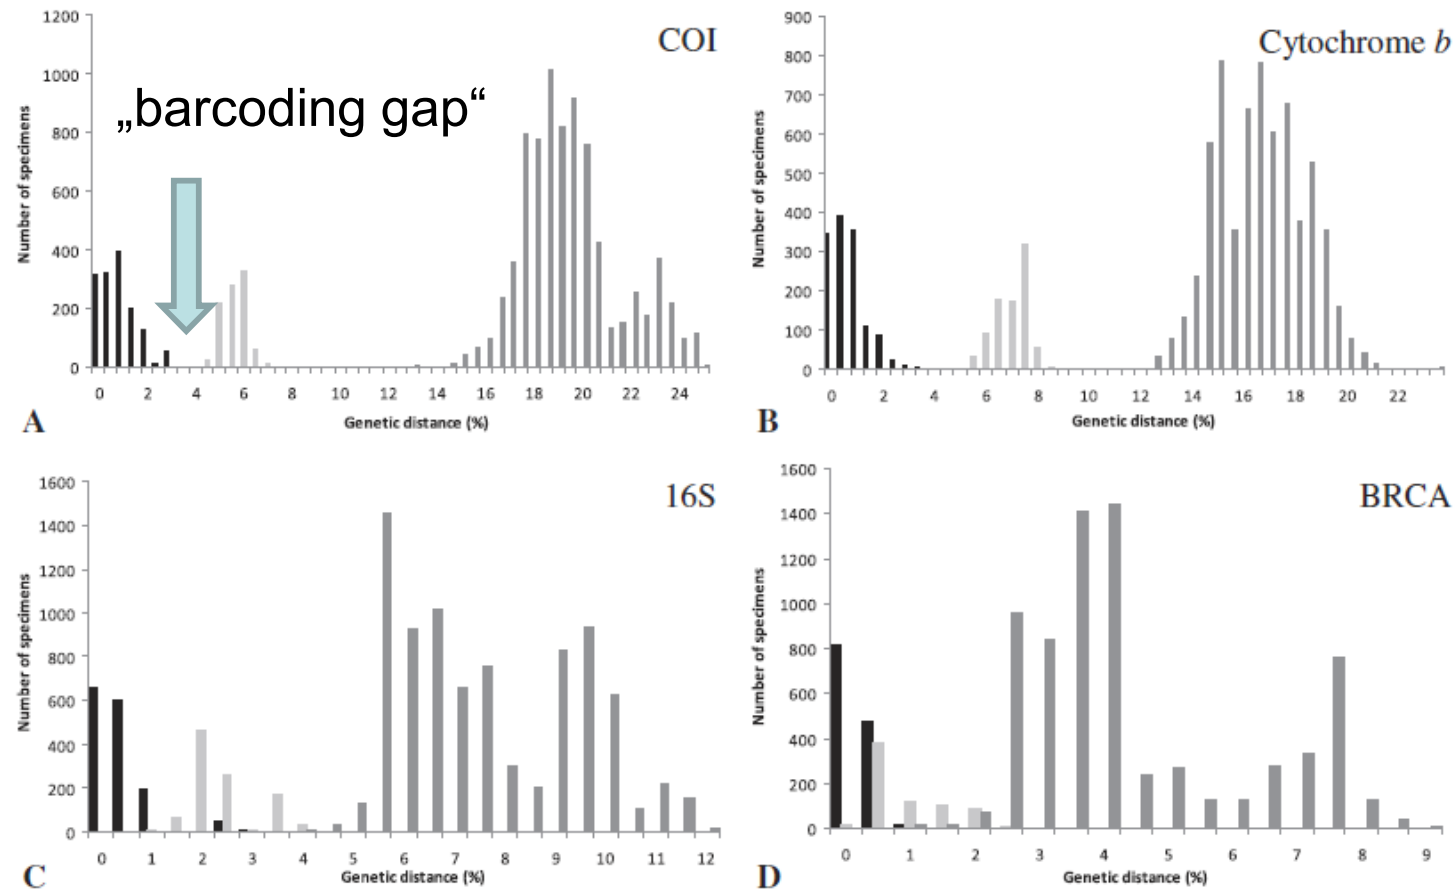 COI
„barcoding gap“
Number of specimens
1200
1000
800
600
400
200
0
0 2 4 6 8 10 12 14 16 18 20 22 24
Genetic distance (%)
A
Cytochrome b
Number of specimens
900
800
700
600
500
400
300
200
100
0
0 2 4 6 8 10 12 14 16 18 20 22
Genetic distance (%)
B
16S
Number of specimens
1600
1400
1200
1000
800
600
400
200
0
0 1 2 3 4 5 6 7 8 9 10 11 12
Genetic distance (%)
C
BRCA
Number of specimens
1600
1400
1200
1000
800
600
400
200
0
0 1 2 3 4 5 6 7 8 9
Genetic distance (%)
D